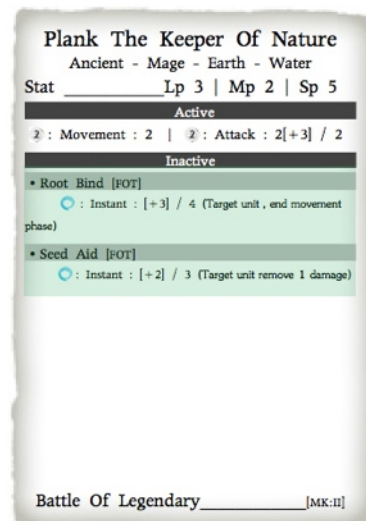 Plank The Keeper Of Nature
Ancient - Mage - Earth - Water
Stat ___________Lp 3 | Mp 2 | Sp 5
Active
2 : Movement : 2 | 2 : Attack : 2[+3] / 2
Inactive
• Root Bind [FOT]
: Instant : [+3] / 4 (Target unit , end movement
phase)
• Seed Aid [FOT]
: Instant : [+2] / 3 (Target unit remove 1 damage)
Battle Of Legendary_____________[MK:II]